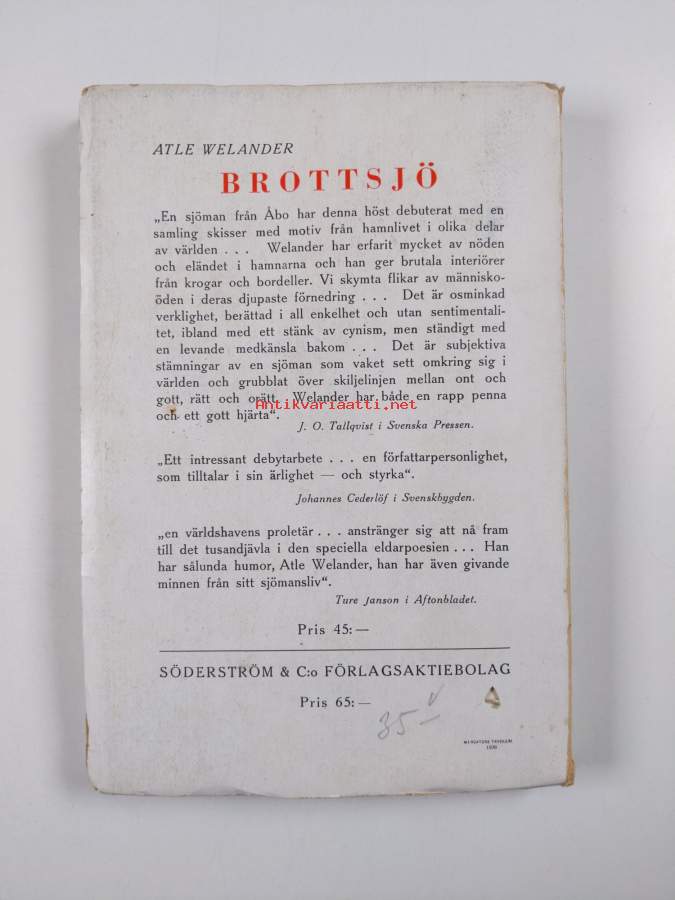 ATLE WELANDER
BROTTSJÖ
„En sjöman från Åbo har denna höst debuterat med en
samling skisser med motiv från hamnlivet i olika delar
av världen . . . Welander har erfarit mycket av nöden
och eländet i hamnarna och han ger brutala interiörer
från krogar och bordeller. Vi skymta flikar av människo-
öden i deras djupaste förnedring . . . Det är osminkad
verklighet, berättad i all enkelhet och utan sentimentali-
tet, ibland med ett stänk av cynism, men ständigt med
en levande medkänsla bakom . . . Det är subjektiva
stämningar av en sjöman som vaket sett omkring sig i
världen och grubblat över skiljelinjen mellan ont och
gott, rätt och orätt. Welander har både en rapp penna
och ett gott hjärta“.
Antikvariaatti.net
J. O. Tallqvist i Svenska Pressen.
„Ett intressant debytarbete . . . en författarpersonlighet,
som tilltalar i sin ärlighet — och styrka“.
Johannes Cederlöf i Svenskbygden.
„en världshavens proletär . . . anstränger sig att nå fram
till det tusandjävla i den speciella eldarpoesien . . . Han
har sålunda humor, Atle Welander, han har även givande
minnen från sitt sjömansliv“.
Ture Janson i Aftonbladet.
Pris 45: —
SÖDERSTRÖM & C:o FÖRLAGSAKTIEBOLAG
Pris 65: —
35 —
MERCATORS TRYCKERI